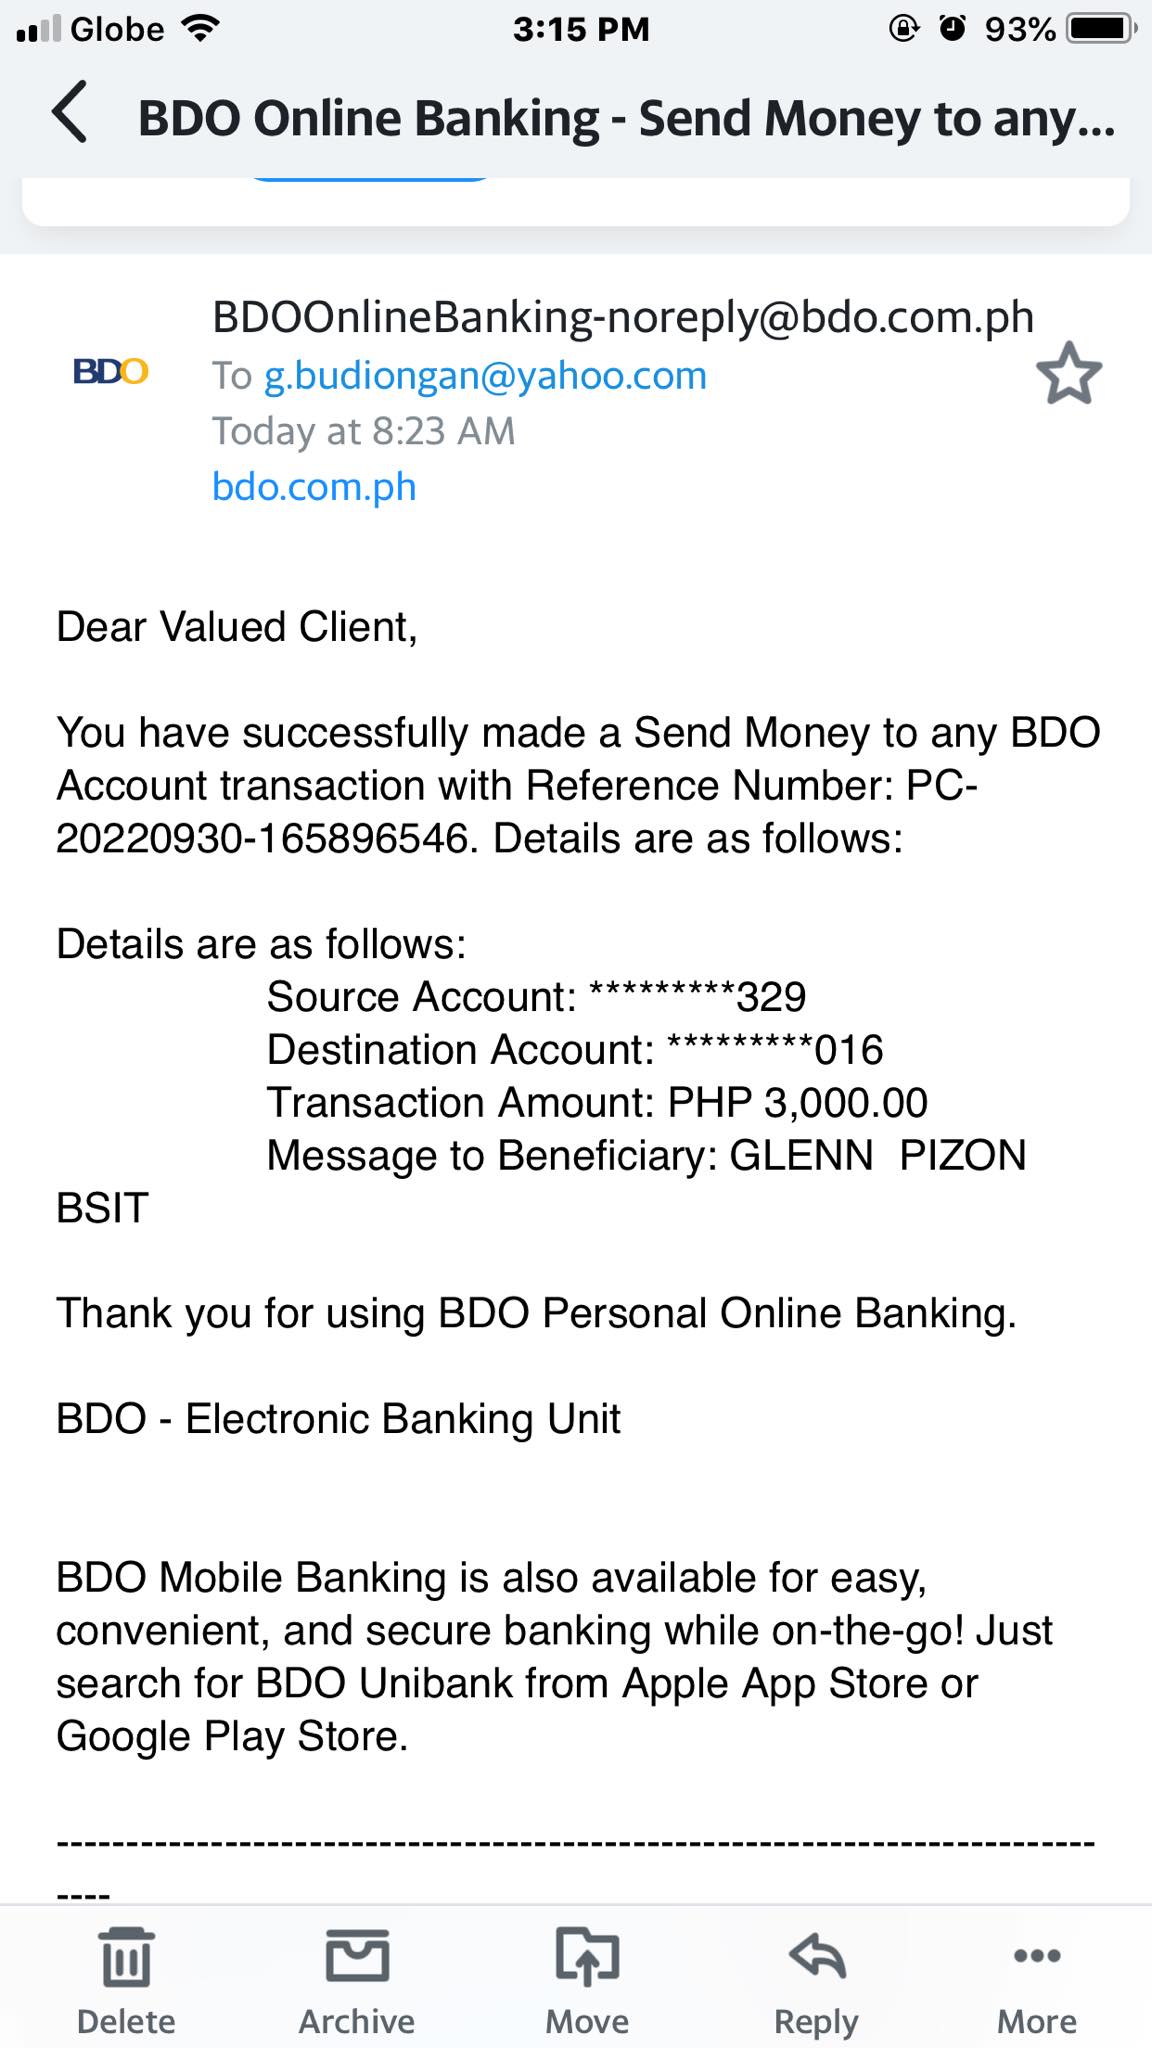 Globe 3:15 PM 93%
BDO Online Banking - Send Money to any...
BDOOnlineBanking-noreply@bdo.com.ph
BDO
To g.budiongan@yahoo.com
Today at 8:23 AM
bdo.com.ph
Dear Valued Client,
You have successfully made a Send Money to any BDO
Account transaction with Reference Number: PC-
20220930-165896546. Details are as follows:
Details are as follows:
Source Account: *********329
Destination Account: *********016
Transaction Amount: PHP 3,000.00
Message to Beneficiary: GLENN  PIZON
BSIT
Thank you for using BDO Personal Online Banking.
BDO - Electronic Banking Unit
BDO Mobile Banking is also available for easy,
convenient, and secure banking while on-the-go! Just
search for BDO Unibank from Apple App Store or
Google Play Store.
--------------------------------------------------------------------------
----
Delete Archive Move Reply More